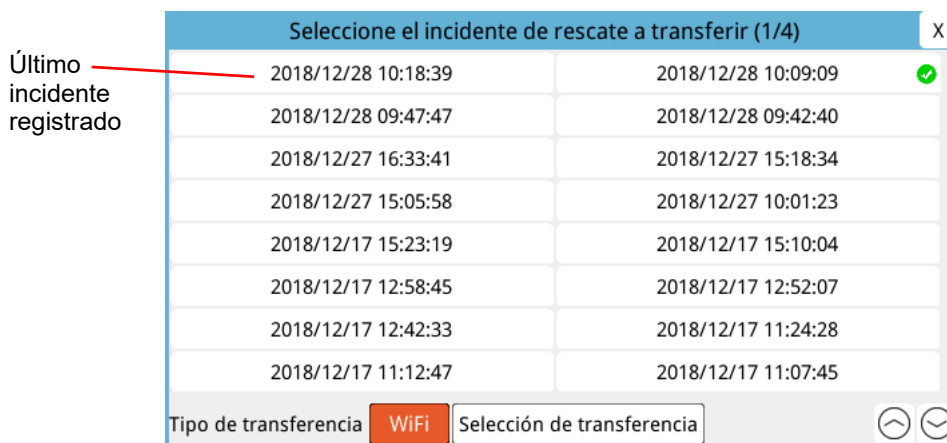 Seleccione el incidente de rescate a transferir (1/4) X
Último
incidente
registrado
2018/12/28 10:18:39 2018/12/28 10:09:09
2018/12/28 09:47:47 2018/12/28 09:42:40
2018/12/27 16:33:41 2018/12/27 15:18:34
2018/12/27 15:05:58 2018/12/27 10:01:23
2018/12/17 15:23:19 2018/12/17 15:10:04
2018/12/17 12:58:45 2018/12/17 12:52:07
2018/12/17 12:42:33 2018/12/17 11:24:28
2018/12/17 11:12:47 2018/12/17 11:07:45
Tipo de transferencia WiFi Selección de transferencia